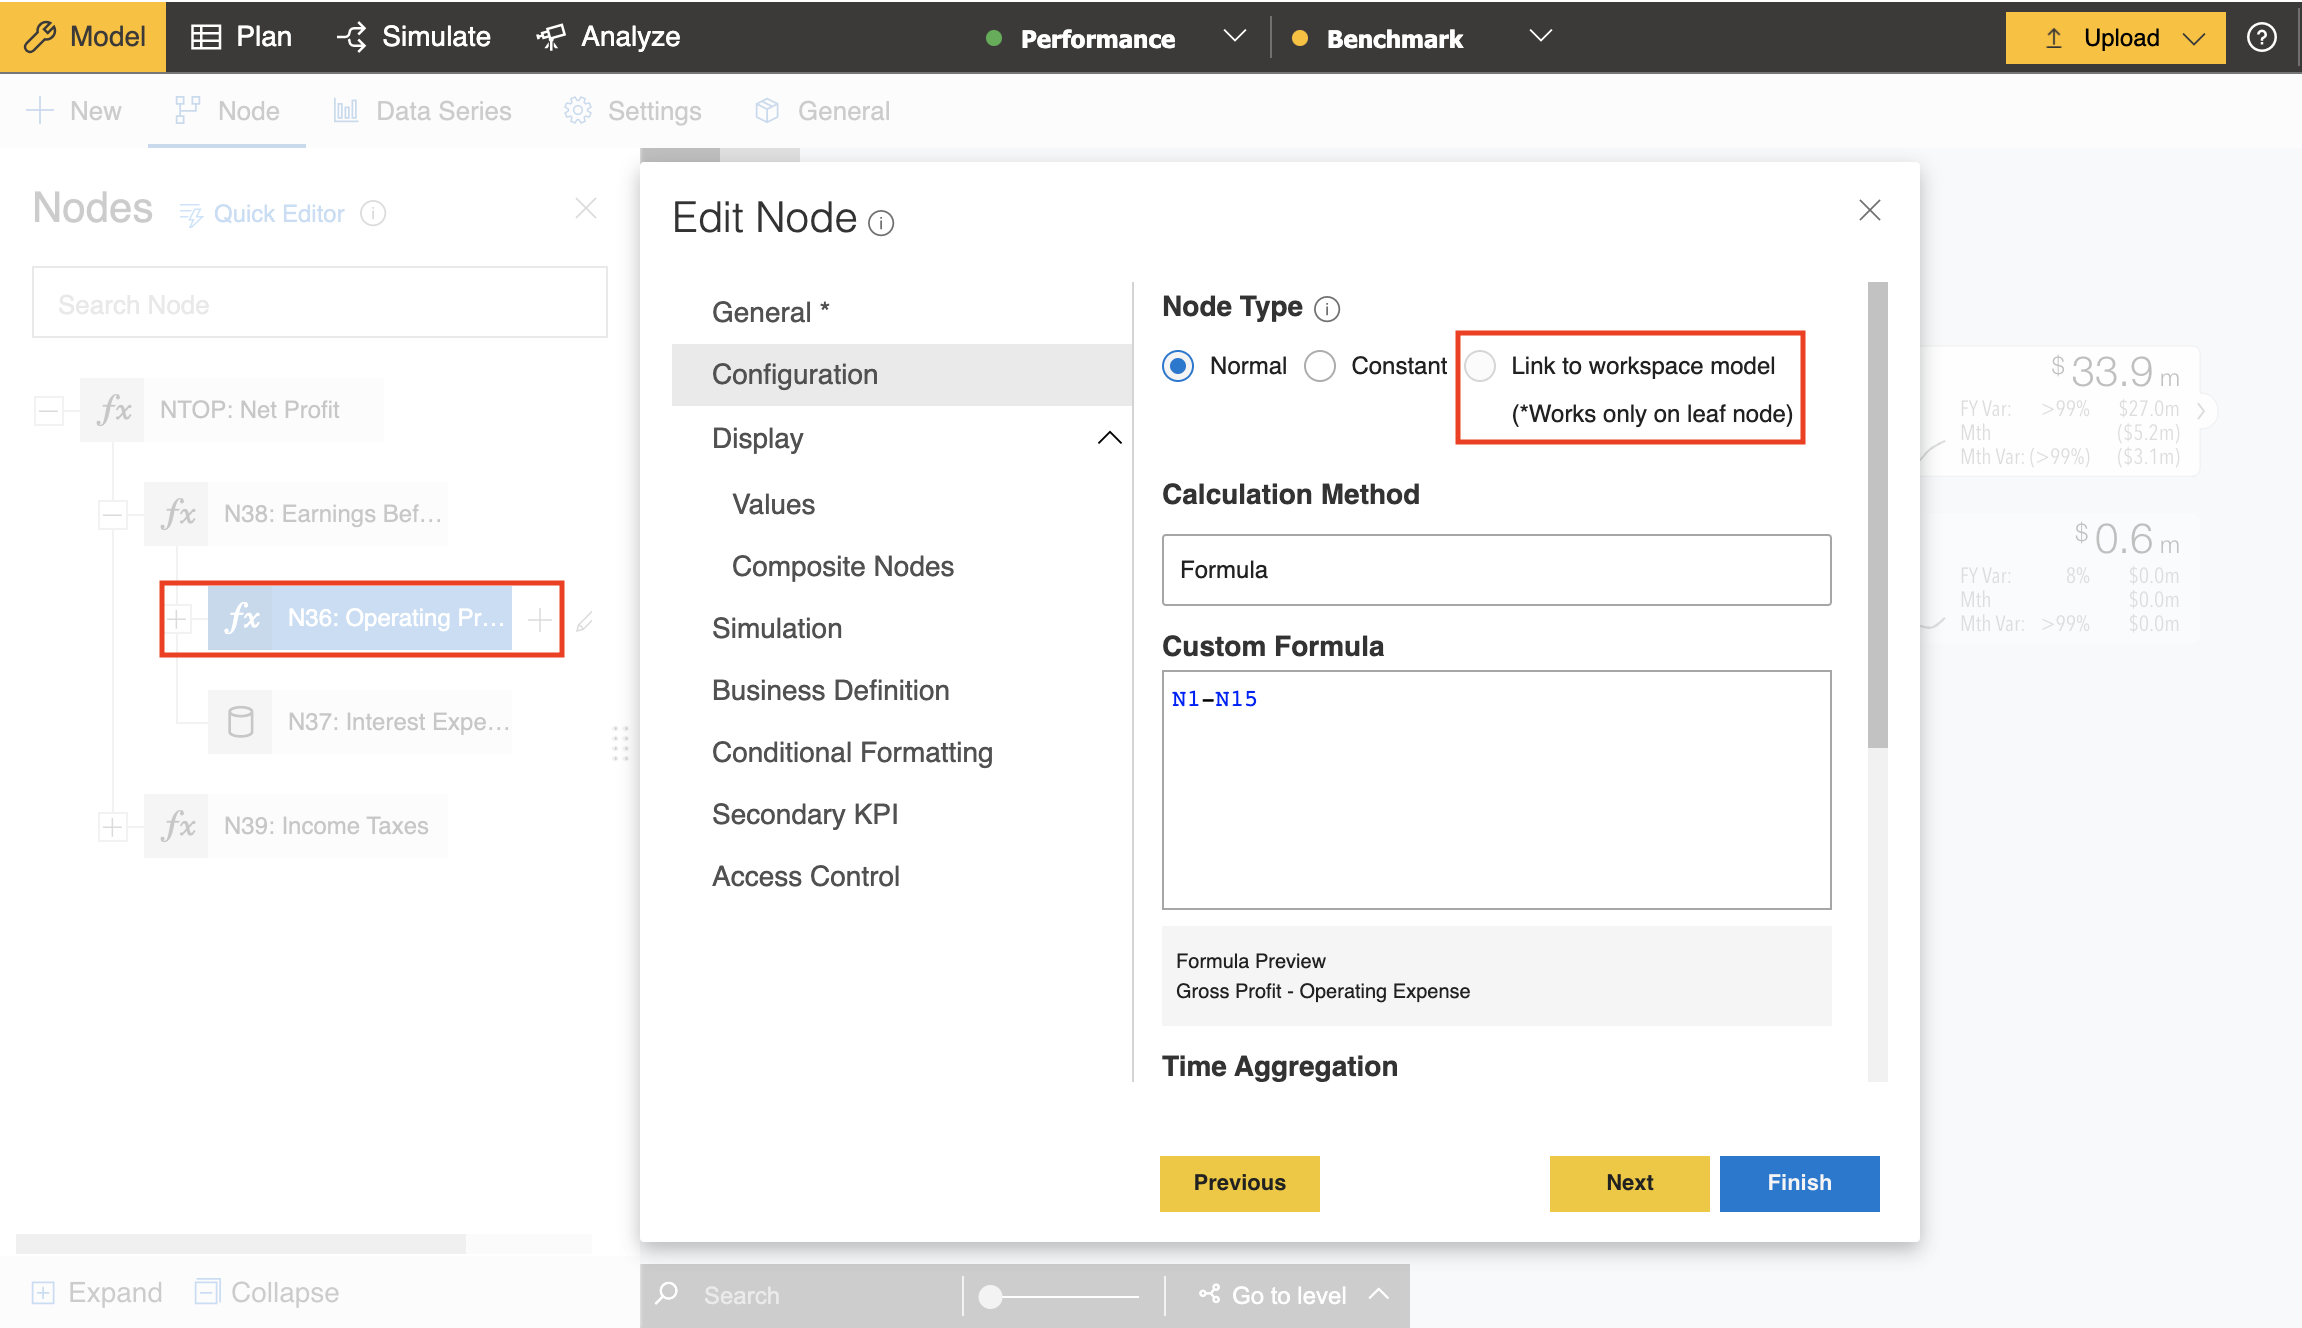 Model Plan Simulate Analyze Performance Benchmark Upload
New Node Data Series Settings General
Nodes Quick Editor
Search Node
NTOP: Net Profit
N38: Earnings Bef...
N36: Operating Pr...
N37: Interest Expe...
N39: Income Taxes
Expand Collapse
Edit Node
General *
Configuration
Display
Values
Composite Nodes
Simulation
Business Definition
Conditional Formatting
Secondary KPI
Access Control
Node Type
Normal Constant Link to workspace model
(*Works only on leaf node)
Calculation Method
Formula
Custom Formula
N1-N15
Formula Preview
Gross Profit - Operating Expense
Time Aggregation
Previous Next Finish
Search Go to level
$ 33.9 m
FY Var: >99% $27.0m
Mth ($5.2m)
Mth Var: (>99%) ($3.1m)
$ 0.6 m
FY Var: 8% $0.0m
Mth $0.0m
Mth Var: >99% $0.0m